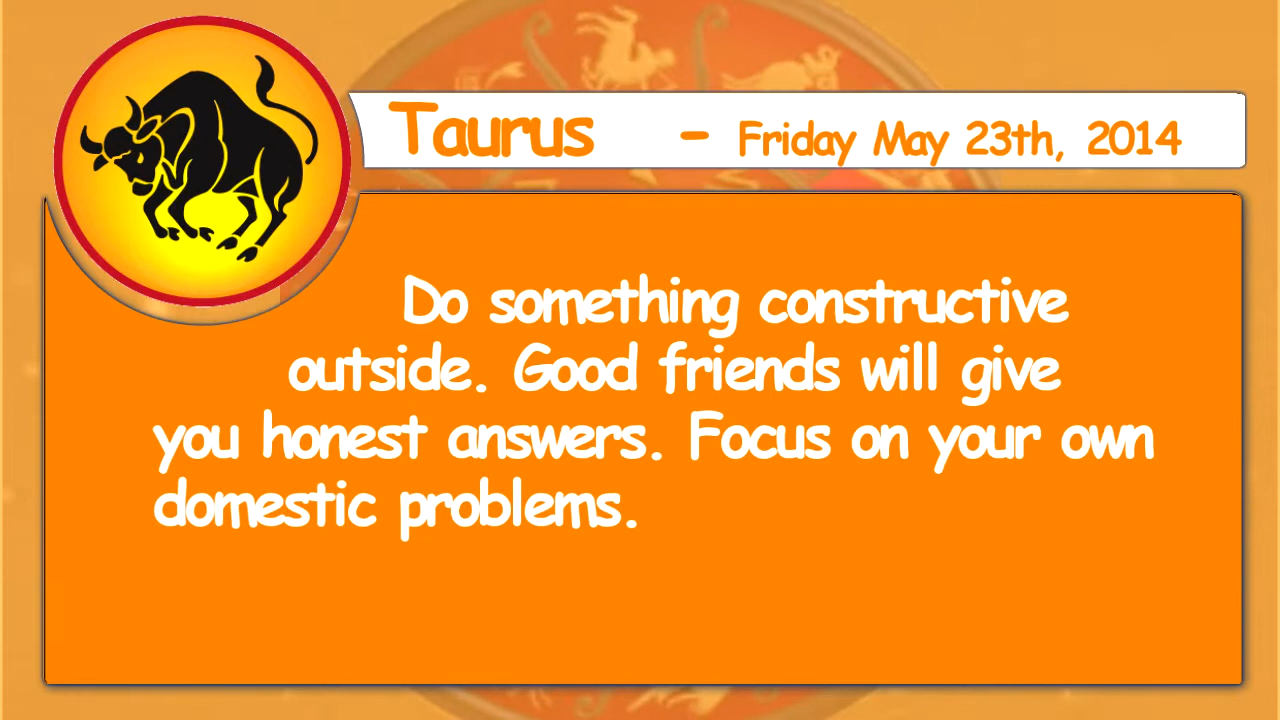 Taurus - Friday May 23th, 2014
Do something constructive
outside. Good friends will give
you honest answers. Focus on your own
domestic problems.